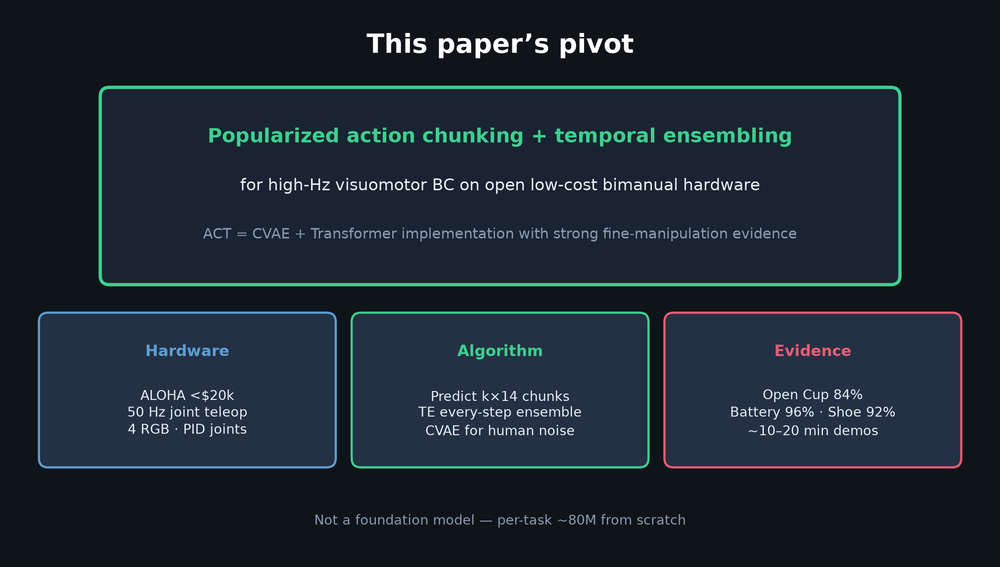 This paper’s pivot
Popularized action chunking + temporal ensembling
for high-Hz visuomotor BC on open low-cost bimanual hardware
ACT = CVAE + Transformer implementation with strong fine-manipulation evidence
Hardware
ALOHA <$20k
50 Hz joint teleop
4 RGB · PID joints
Algorithm
Predict k×14 chunks
TE every-step ensemble
CVAE for human noise
Evidence
Open Cup 84%
Battery 96% · Shoe 92%
~10–20 min demos
Not a foundation model — per-task ~80M from scratch